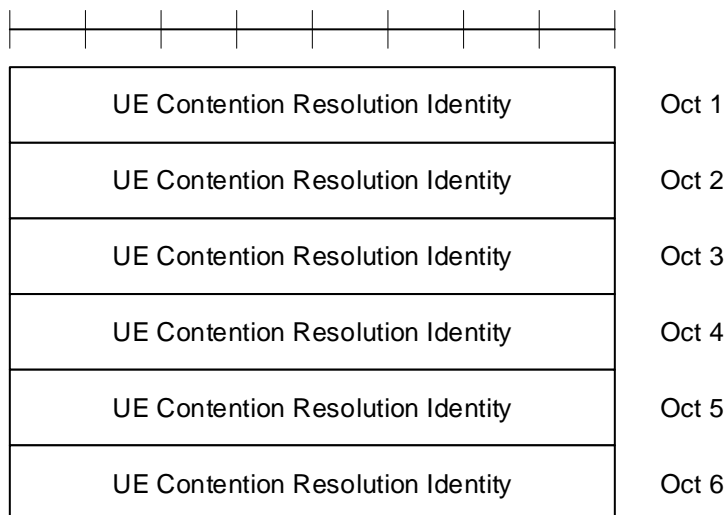 UE Contention Resolution Identity Oct 1
UE Contention Resolution Identity Oct 2
UE Contention Resolution Identity Oct 3
UE Contention Resolution Identity Oct 4
UE Contention Resolution Identity Oct 5
UE Contention Resolution Identity Oct 6